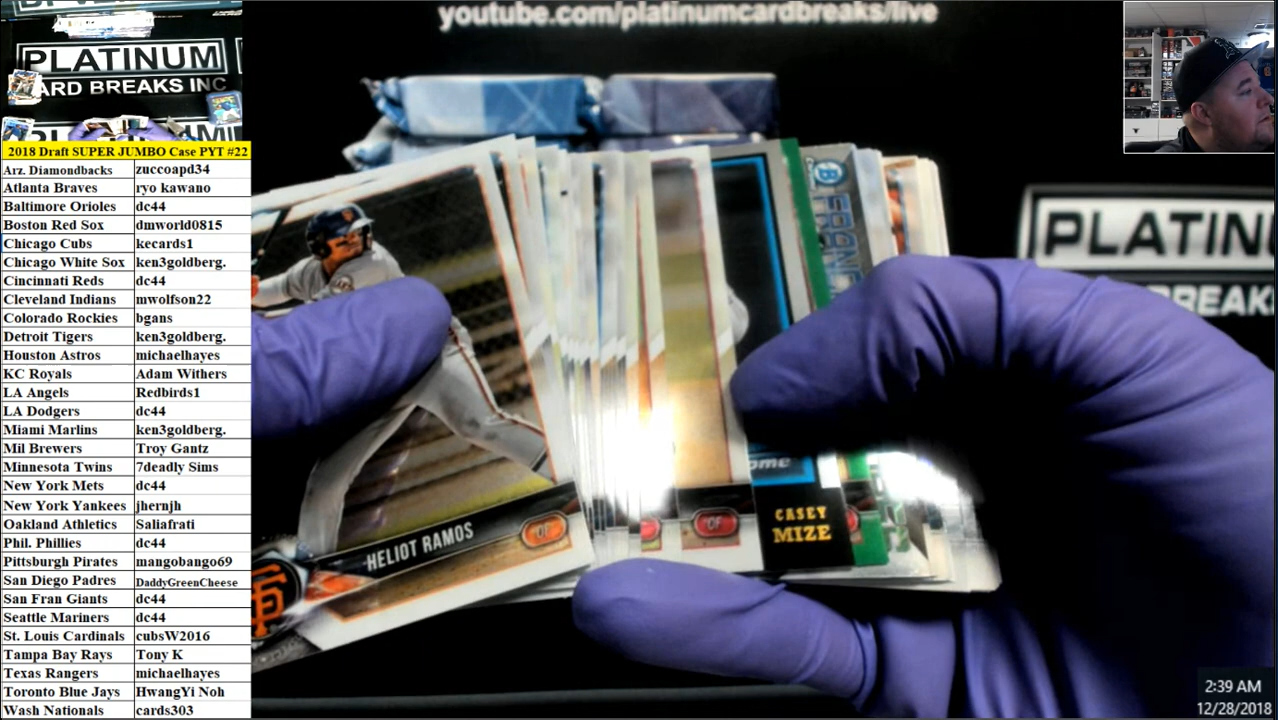 youtube.com/platinumcardbreaks/live
PLATINUM
ARD BREAKS INC
2018 Draft SUPER JUMBO Case PYT #22
Arz. Diamondbacks zuccoapd34
Atlanta Braves ryo kawano
Baltimore Orioles dc44
Boston Red Sox dmworld0815
Chicago Cubs kecards1
Chicago White Sox ken3goldberg.
Cincinnati Reds dc44
Cleveland Indians mwolfson22
Colorado Rockies bgans
Detroit Tigers ken3goldberg.
Houston Astros michaelhayes
KC Royals Adam Withers
LA Angels Redbirds1
LA Dodgers dc44
Miami Marlins ken3goldberg.
Mil Brewers Troy Gantz
Minnesota Twins 7deadly Sims
New York Mets dc44
New York Yankees jhernjh
Oakland Athletics Saliafrati
Phil. Phillies dc44
Pittsburgh Pirates mangobango69
San Diego Padres DaddyGreenCheese
San Fran Giants dc44
Seattle Mariners dc44
St. Louis Cardinals cubsW2016
Tampa Bay Rays Tony K
Texas Rangers michaelhayes
Toronto Blue Jays HwangYi Noh
Wash Nationals cards303
HELIOT RAMOS
OF
SF
OF
CASEY
MIZE
PLATINU
BREAKS
2:39 AM
12/28/2018